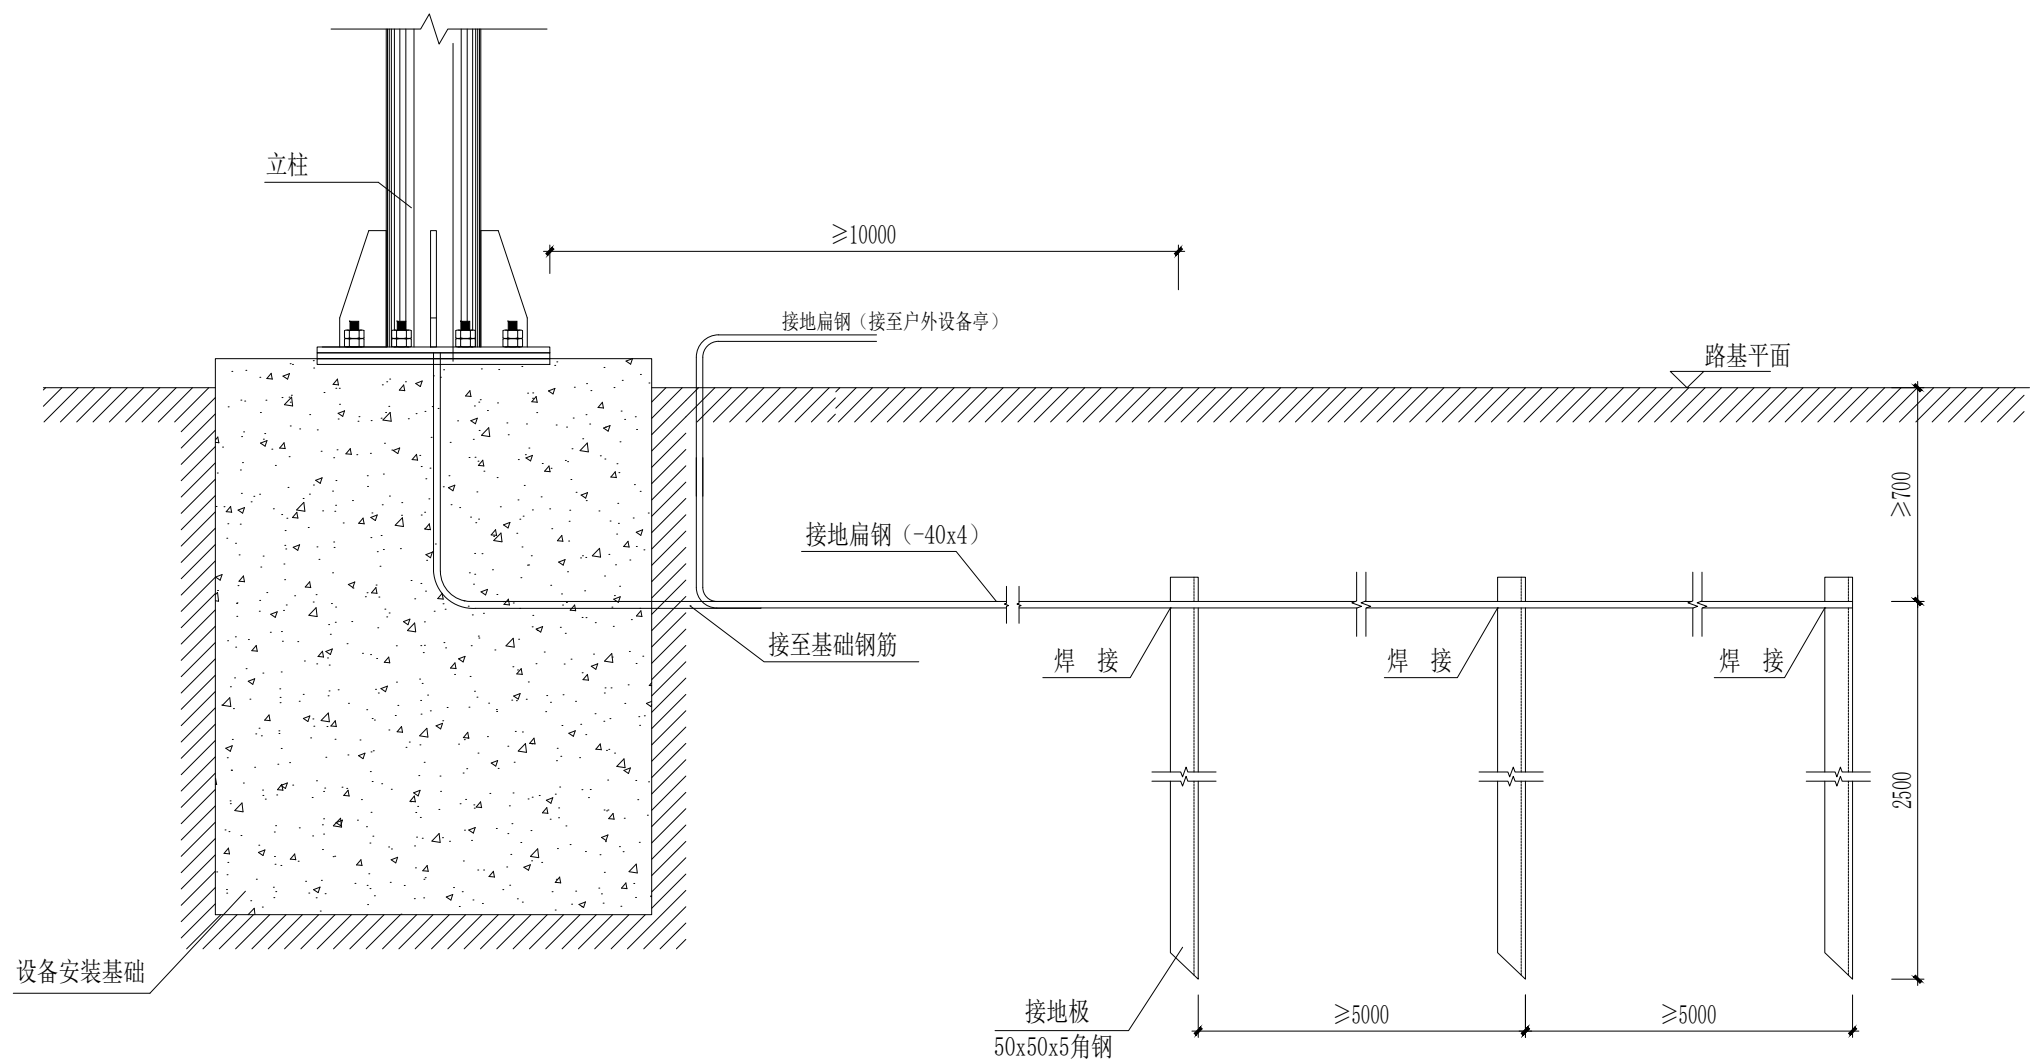 立柱
≥10000
接地扁钢（接至户外设备亭）
路基平面
≥700
接地扁钢（-40x4）
接至基础钢筋
焊 接
焊 接
焊 接
2500
设备安装基础
接地极
50x50x5角钢
≥5000
≥5000